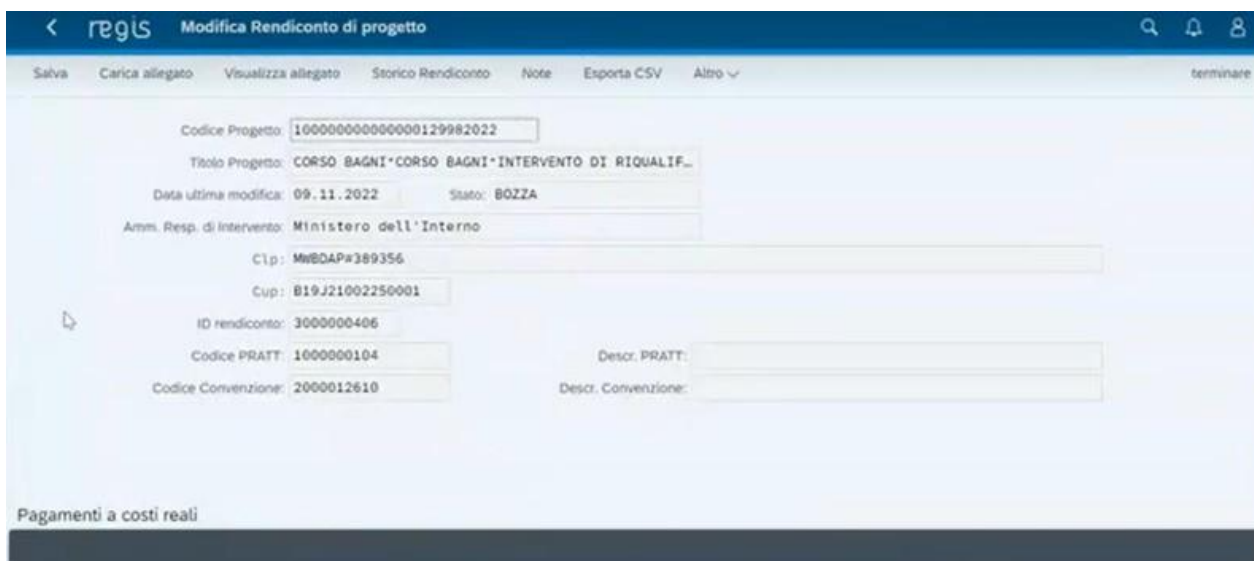 regis Modifica Rendiconto di progetto
Salva Carica allegato Visualizza allegato Storico Rendiconto Note Esporta CSV Altro terminare
Codice Progetto: 100000000000000129982022
Titolo Progetto: CORSO BAGNI*CORSO BAGNI*INTERVENTO DI RIQUALIF…
Data ultima modifica: 09.11.2022 Stato: BOZZA
Amm. Resp. di Intervento: Ministero dell'Interno
Clp: MWBDAP#389356
Cup: B19J21002250001
ID rendiconto: 3000000406
Codice PRATT: 1000000104 Descr. PRATT:
Codice Convenzione: 2000012610 Descr. Convenzione:
Pagamenti a costi reali